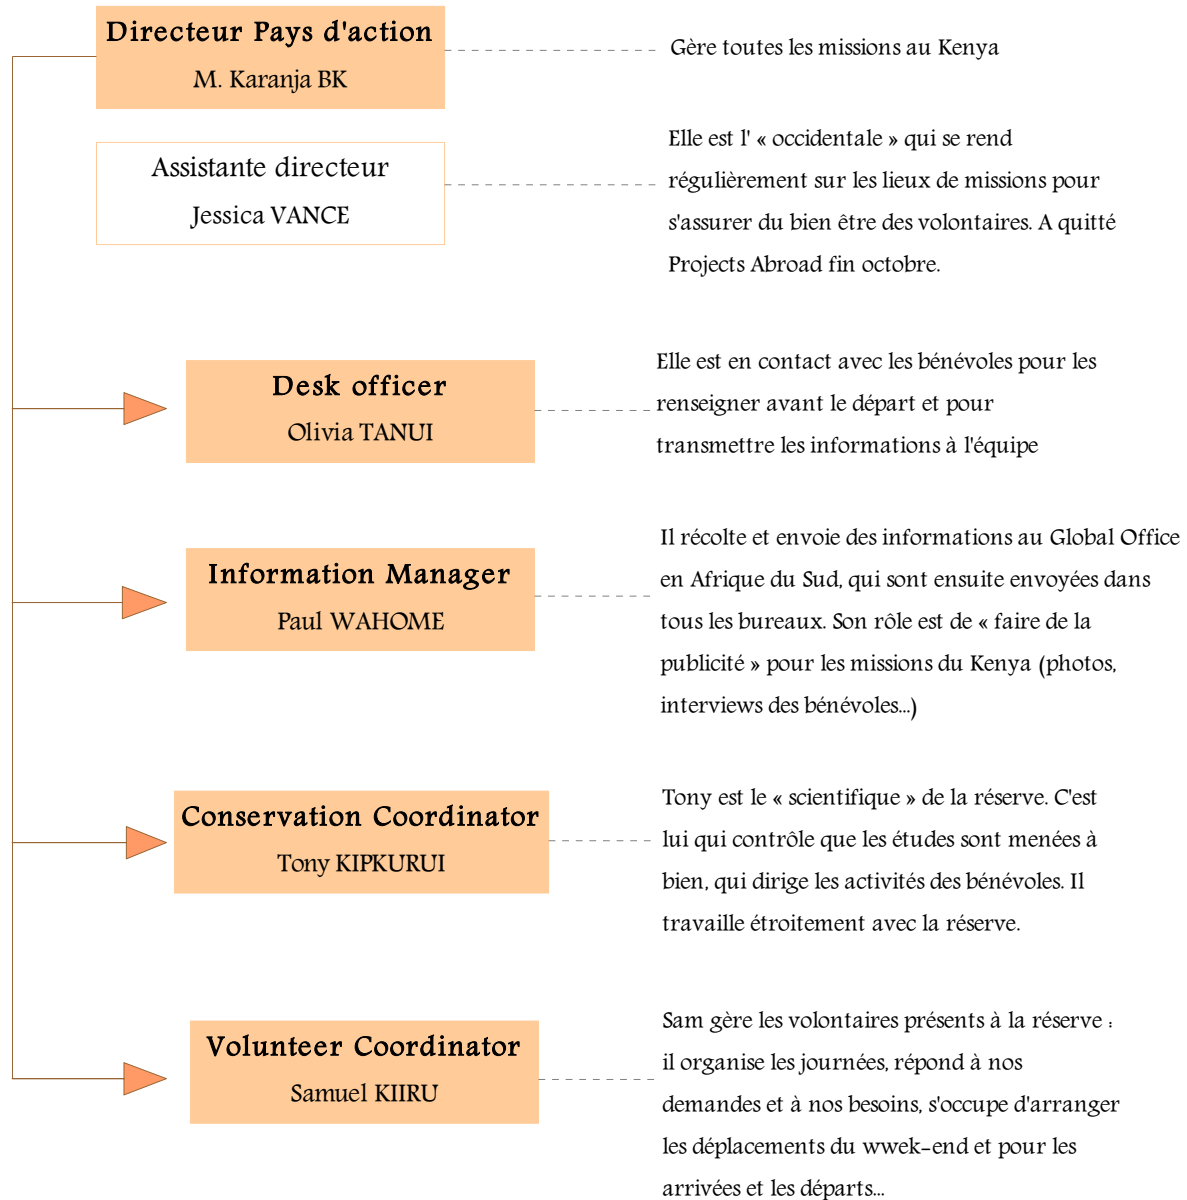 Directeur Pays d'action
M. Karanja BK
Gère toutes les missions au Kenya
Assistante directeur
Jessica VANCE
Elle est l' « occidentale » qui se rend
régulièrement sur les lieux de missions pour
s'assurer du bien être des volontaires. A quitté
Projects Abroad fin octobre.
Desk officer
Olivia TANUI
Elle est en contact avec les bénévoles pour les
renseigner avant le départ et pour
transmettre les informations à l'équipe
Information Manager
Paul WAHOME
Il récolte et envoie des informations au Global Office
en Afrique du Sud, qui sont ensuite envoyées dans
tous les bureaux. Son rôle est de « faire de la
publicité » pour les missions du Kenya (photos,
interviews des bénévoles...)
Conservation Coordinator
Tony KIPKURUI
Tony est le « scientifique » de la réserve. C'est
lui qui contrôle que les études sont menées à
bien, qui dirige les activités des bénévoles. Il
travaille étroitement avec la réserve.
Volunteer Coordinator
Samuel KIIRU
Sam gère les volontaires présents à la réserve :
il organise les journées, répond à nos
demandes et à nos besoins, s'occupe d'arranger
les déplacements du wwek-end et pour les
arrivées et les départs...